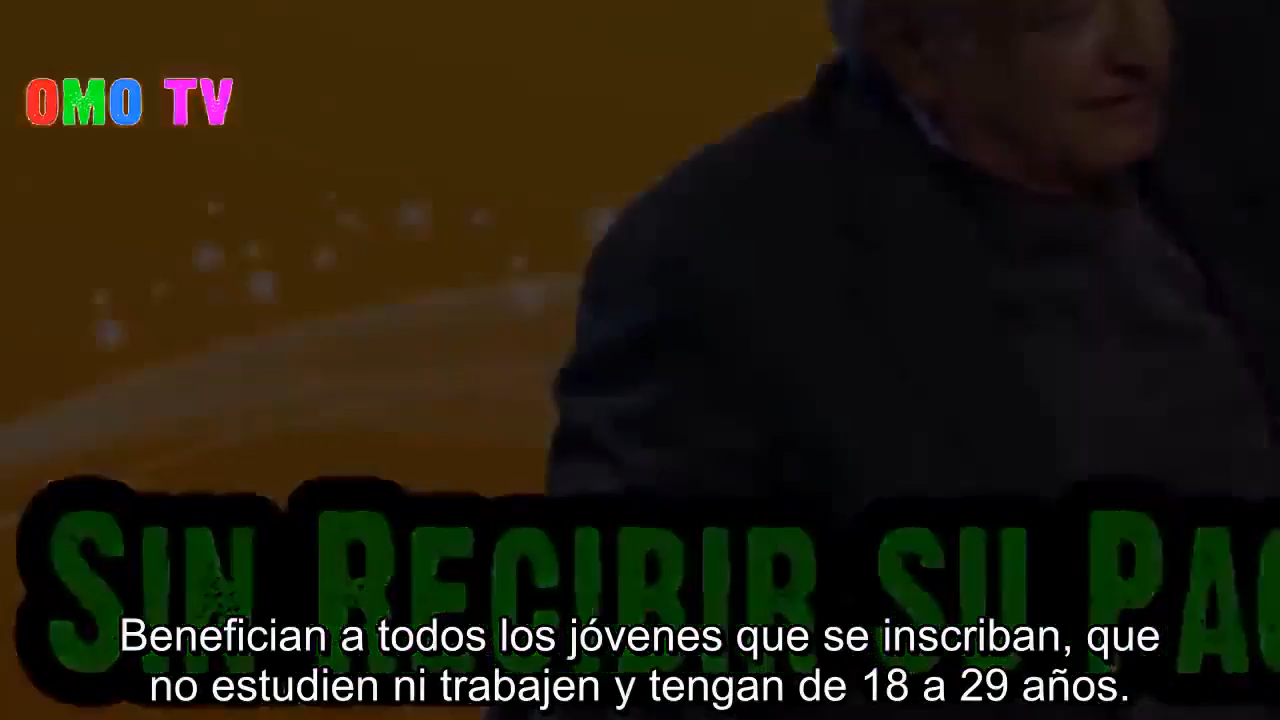 OMO TV
SIN RECIBIR SU
Benefician a todos los jóvenes que se inscriban, que
no estudien ni trabajen y tengan de 18 a 29 años.